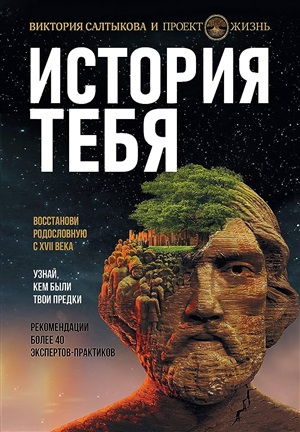 ВИКТОРИЯ САЛТЫКОВА И ПРОЕКТ ЖИЗНЬ
ИСТОРИЯ
ТЕБЯ
ВОССТАНОВИ
РОДОСЛОВНУЮ
С XVII ВЕКА
УЗНАЙ,
КЕМ БЫЛИ
ТВОИ ПРЕДКИ
РЕКОМЕНДАЦИИ
БОЛЕЕ 40
ЭКСПЕРТОВ-ПРАКТИКОВ